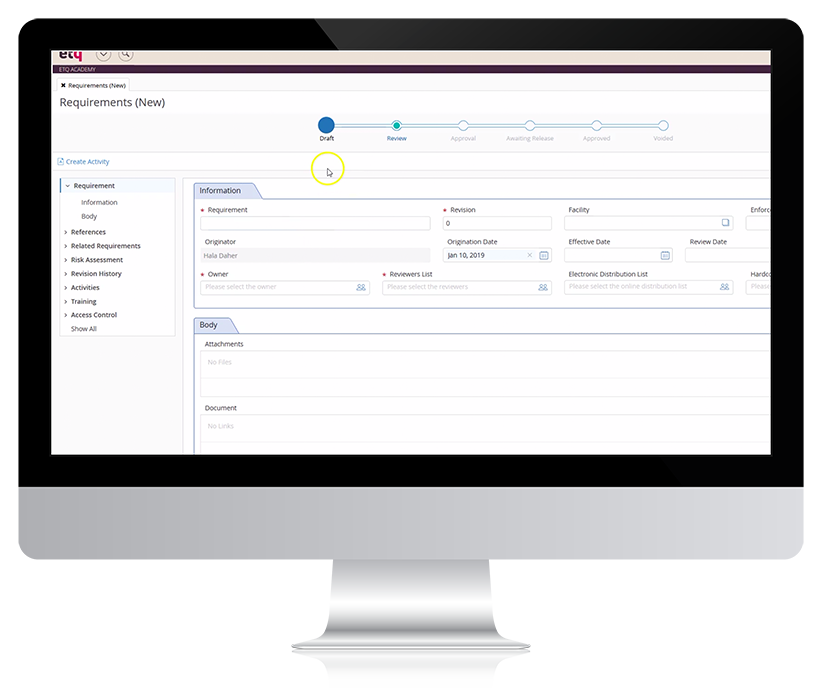 etq
ETQ ACADEMY
✖ Requirements (New)
Requirements (New)
Draft Review Approval Awaiting Release Approved Voided
Create Activity
Requirement
Information
Body
References
Related Requirements
Risk Assessment
Revision History
Activities
Training
Access Control
Show All
Information
* Requirement * Revision Facility
0
Originator Origination Date Effective Date Review Date
Hala Daher Jan 10, 2019
* Owner * Reviewers List Electronic Distribution List
Please select the owner Please select the reviewers Please select the online distribution list
Body
Attachments
No Files
Document
No Links